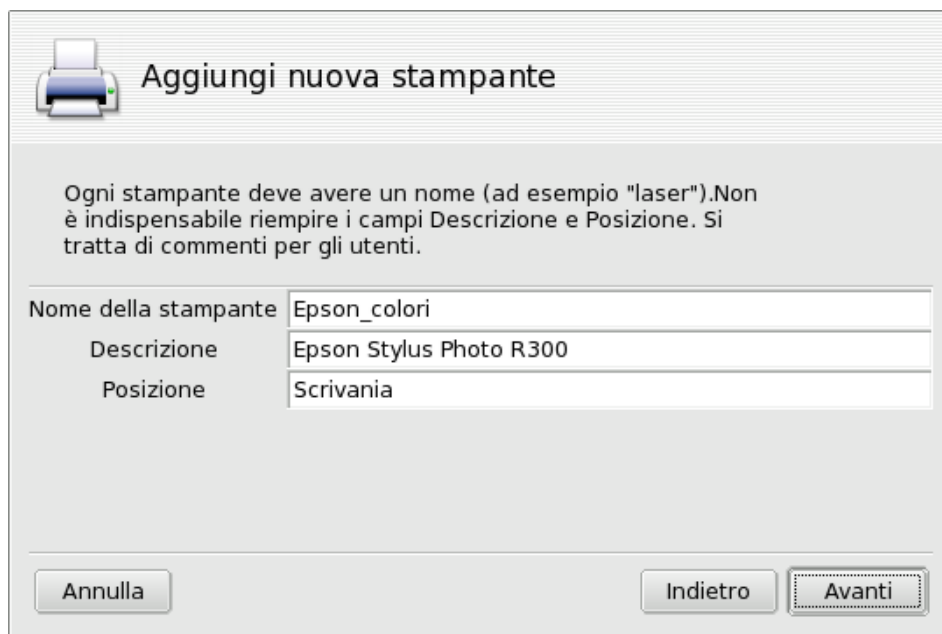 Aggiungi nuova stampante
Ogni stampante deve avere un nome (ad esempio "laser").Non
è indispensabile riempire i campi Descrizione e Posizione. Si
tratta di commenti per gli utenti.
Nome della stampante Epson_colori
Descrizione Epson Stylus Photo R300
Posizione Scrivania
Annulla Indietro Avanti